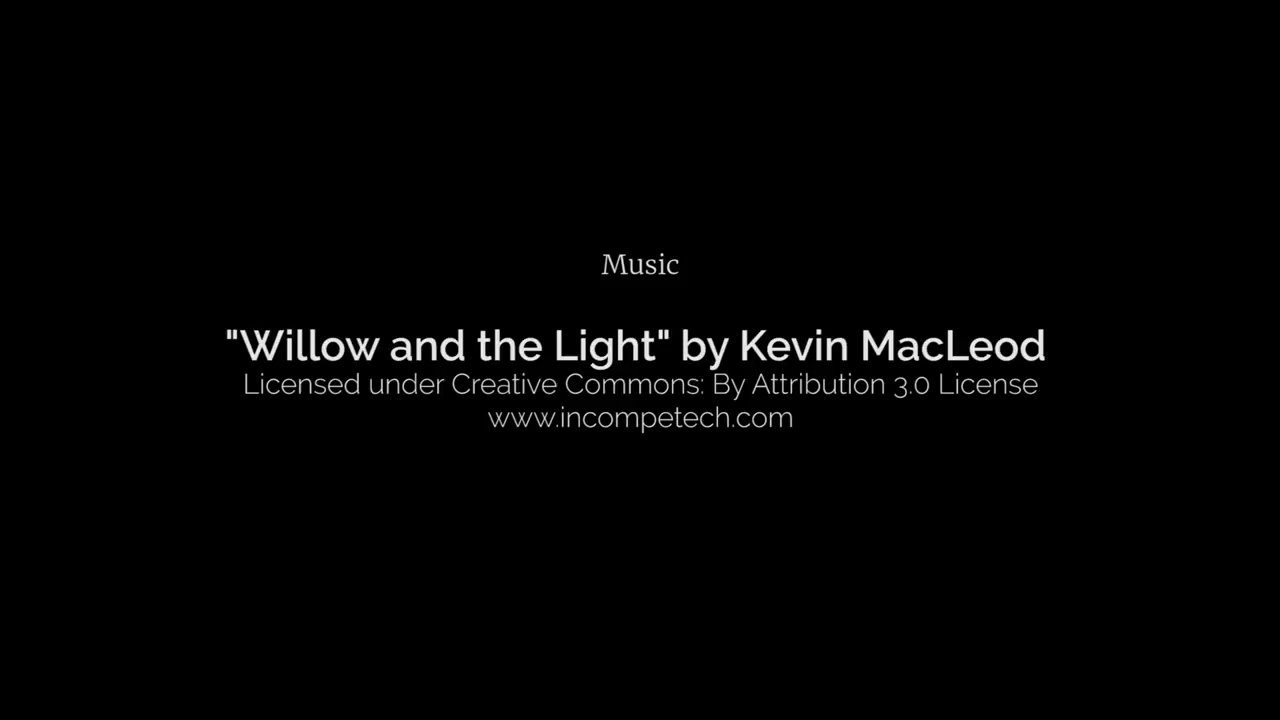 Music
"Willow and the Light" by Kevin MacLeod
Licensed under Creative Commons: By Attribution 3.0 License
www.incompetech.com